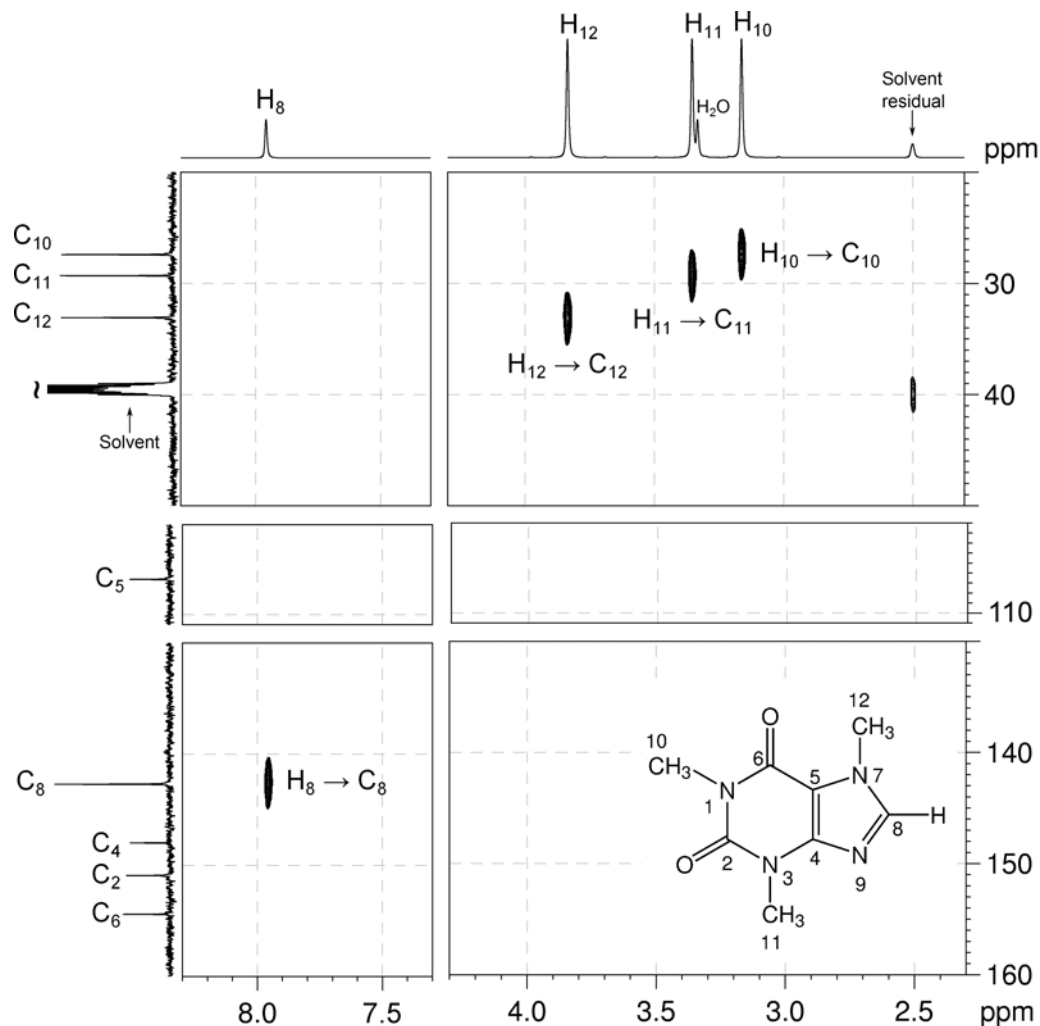 H₁₂
H₁₁
H₁₀
H₈
H₂O
Solvent
residual
ppm
C₁₀
C₁₁
C₁₂
Solvent
H₁₀ → C₁₀
H₁₁ → C₁₁
H₁₂ → C₁₂
30
40
C₅
110
C₈
C₄
C₂
C₆
H₈ → C₈
O
12
CH₃
10
CH₃
6
5
N
7
N
1
8
H
O
2
N
3
4
N
9
CH₃
11
140
150
160
8.0
7.5
4.0
3.5
3.0
2.5
ppm